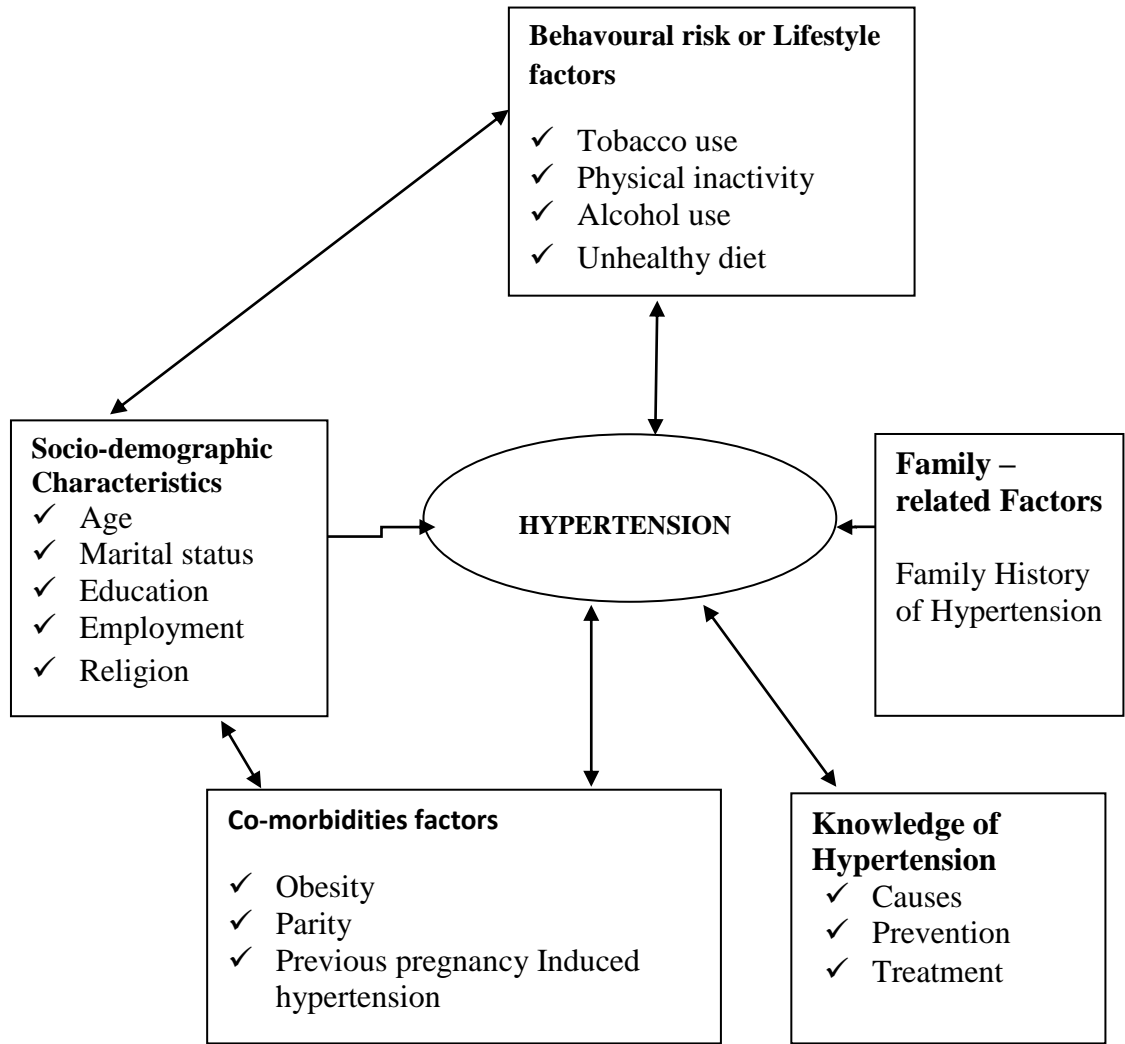 Behavoural risk or Lifestyle
factors
✓ Tobacco use
✓ Physical inactivity
✓ Alcohol use
✓ Unhealthy diet
Socio-demographic
Characteristics
✓ Age
✓ Marital status
✓ Education
✓ Employment
✓ Religion
HYPERTENSION
Family –
related Factors
Family History
of Hypertension
Co-morbidities factors
✓ Obesity
✓ Parity
✓ Previous pregnancy Induced
hypertension
Knowledge of
Hypertension
✓ Causes
✓ Prevention
✓ Treatment